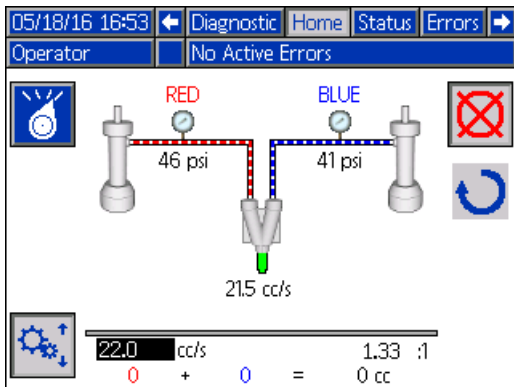 05/18/16 16:53 Diagnostic Home Status Errors
Operator No Active Errors
RED BLUE
46 psi 41 psi
21.5 cc/s
22.0 cc/s 1.33 :1
0 + 0 = 0 cc